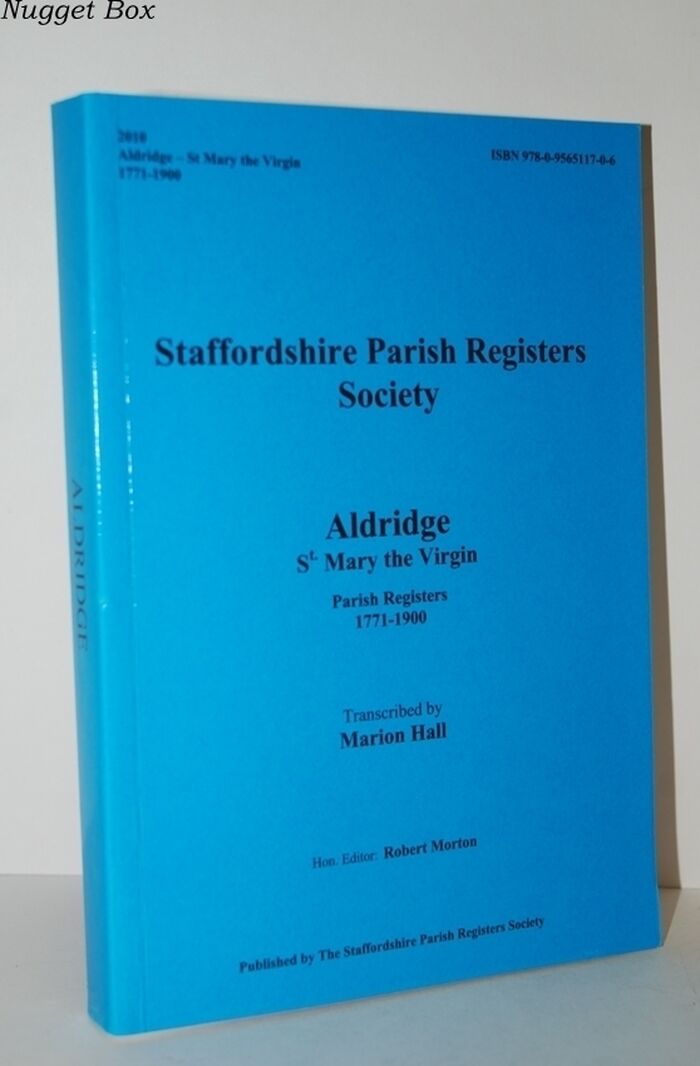 Nugget Box
2010
Aldridge – St Mary the Virgin
1771-1900
ISBN 978-0-9565117-0-6
Staffordshire Parish Registers
Society
Aldridge
St. Mary the Virgin
Parish Registers
1771-1900
Transcribed by
Marion Hall
Hon. Editor: Robert Morton
Published by The Staffordshire Parish Registers Society
ALDRIDGE